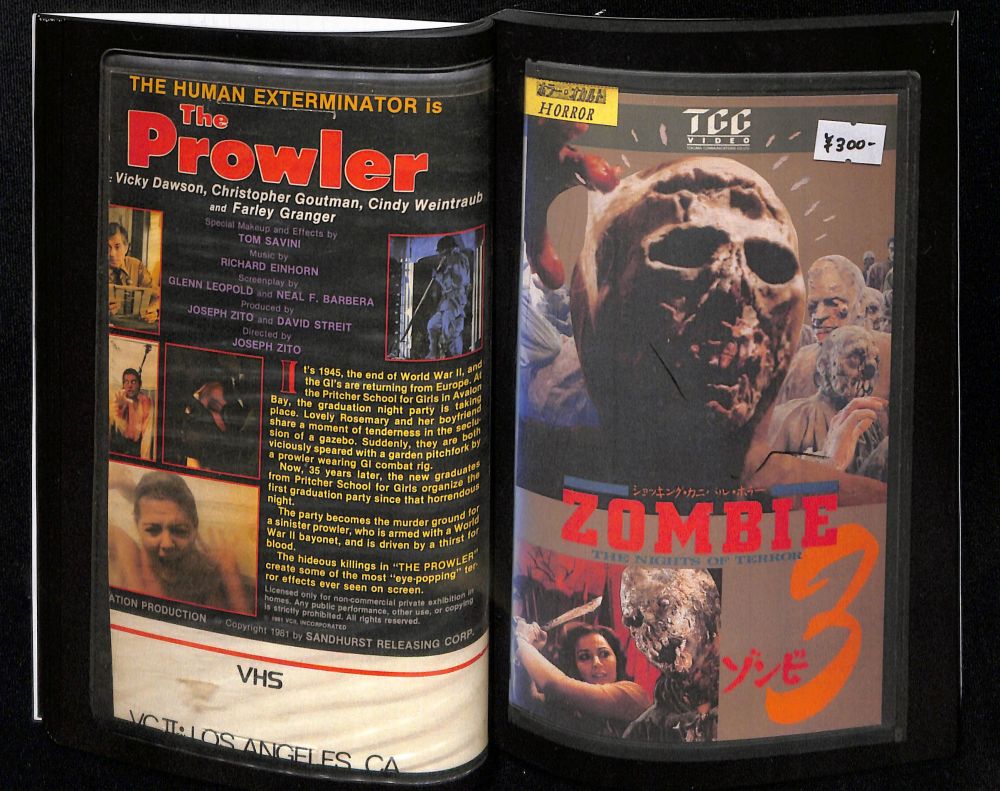 THE HUMAN EXTERMINATOR is
The
Prowler
: Vicky Dawson, Christopher Goutman, Cindy Weintraub
and Farley Granger
Special Makeup and Effects by
TOM SAVINI
Music by
RICHARD EINHORN
Screenplay by
GLENN LEOPOLD and NEAL F. BARBERA
Produced by
JOSEPH ZITO and DAVID STREIT
Directed by
JOSEPH ZITO
It's 1945, the end of World War II, and
the GI's are returning from Europe. At
the Pritcher School for Girls in Avalon
Bay, the graduation night party is taking
place. Lovely Rosemary and her boyfriend
share a moment of tenderness in the seclu-
sion of a gazebo. Suddenly, they are both
viciously speared with a garden pitchfork by
a prowler wearing GI combat rig.
Now, 35 years later, the new graduates
from Pritcher School for Girls organize the
first graduation party since that horrendous
night.
The party becomes the murder ground for
a sinister prowler, who is armed with a World
War II bayonet, and is driven by a thirst for
blood.
The hideous killings in "THE PROWLER"
create some of the most "eye-popping" ter-
ror effects ever seen on screen.
Licensed only for non-commercial private exhibition in
homes. Any public performance, other use, or copying
is strictly prohibited. All rights reserved.
© 1981 VCII, INCORPORATED
ATION PRODUCTION Copyright 1981 by SANDHURST RELEASING CORP.
VHS
VCII: LOS ANGELES, CA
ホラー・オカルト
HORROR
TCC
VIDEO
¥300-
ショッキング・カニバル・ホラー
ZOMBIE
THE NIGHTS OF TERROR
3
ゾンビ